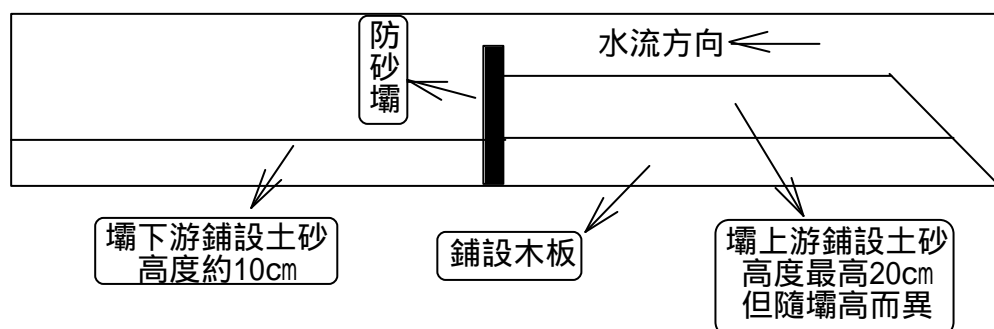 防砂壩
水流方向
壩下游鋪設土砂
高度約10㎝
鋪設木板
壩上游鋪設土砂
高度最高20㎝
但隨壩高而異